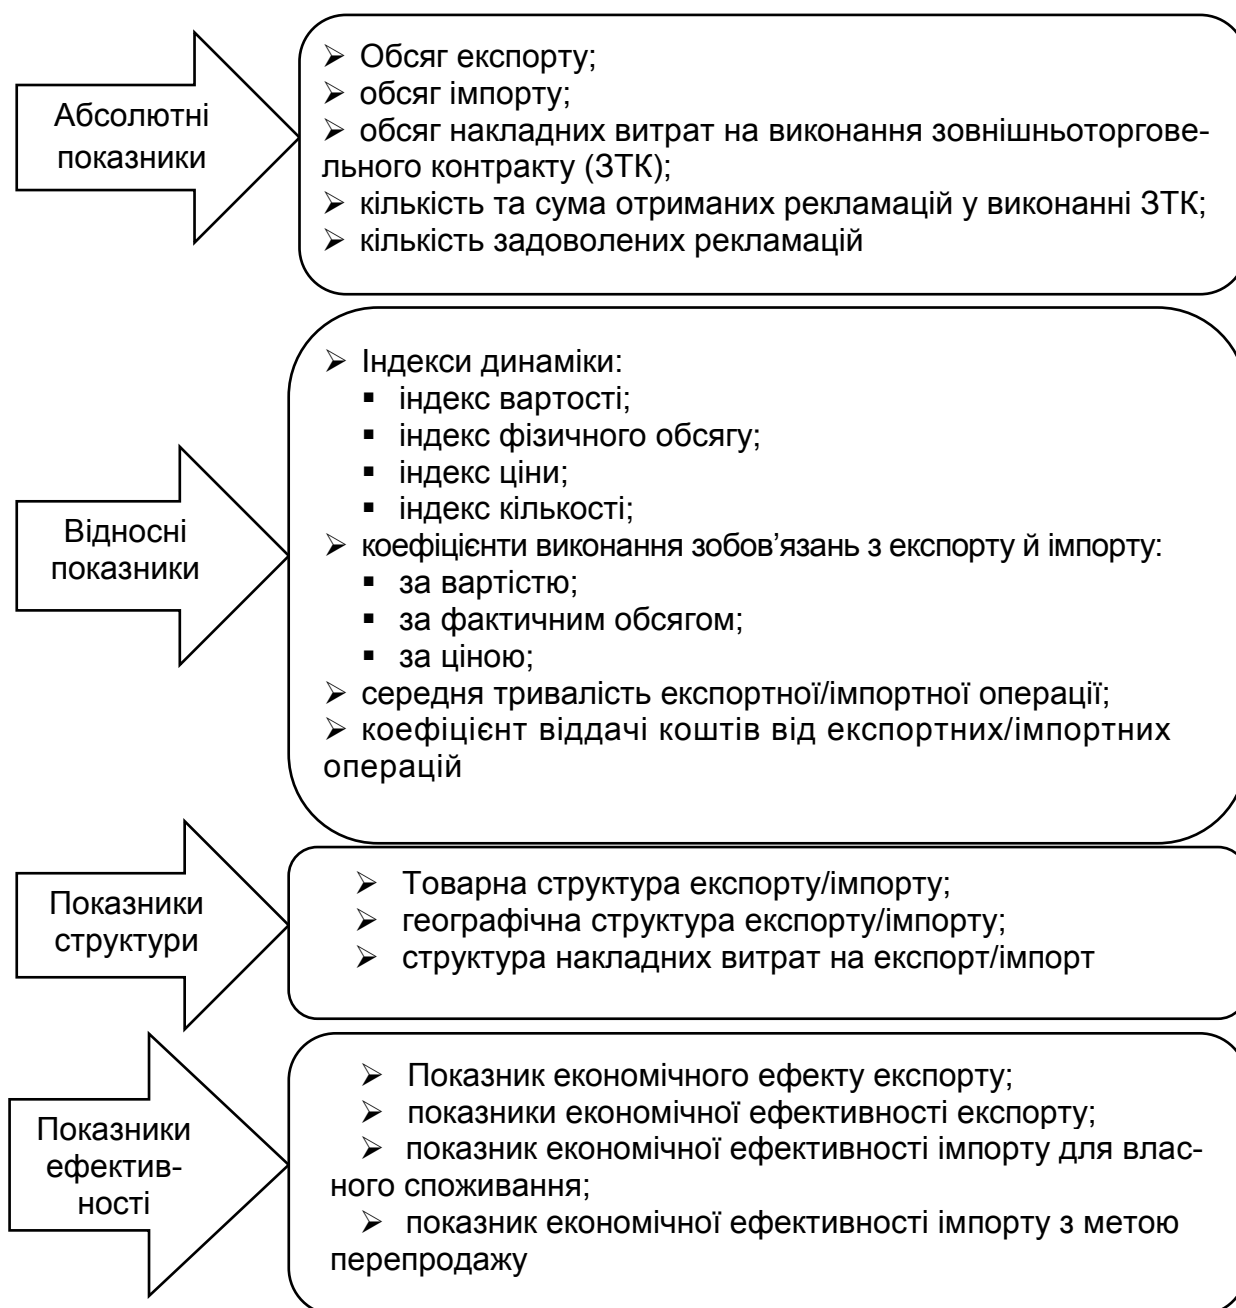 Абсолютні
показники
➢ Обсяг експорту;
➢ обсяг імпорту;
➢ обсяг накладних витрат на виконання зовнішньоторгове-
льного контракту (ЗТК);
➢ кількість та сума отриманих рекламацій у виконанні ЗТК;
➢ кількість задоволених рекламацій
Відносні
показники
➢ Індекси динаміки:
▪ індекс вартості;
▪ індекс фізичного обсягу;
▪ індекс ціни;
▪ індекс кількості;
➢ коефіцієнти виконання зобов’язань з експорту й імпорту:
▪ за вартістю;
▪ за фактичним обсягом;
▪ за ціною;
➢ середня тривалість експортної/імпортної операції;
➢ коефіцієнт віддачі коштів від експортних/імпортних
операцій
Показники
структури
➢ Товарна структура експорту/імпорту;
➢ географічна структура експорту/імпорту;
➢ структура накладних витрат на експорт/імпорт
Показники
ефектив-
ності
➢ Показник економічного ефекту експорту;
➢ показники економічної ефективності експорту;
➢ показник економічної ефективності імпорту для влас-
ного споживання;
➢ показник економічної ефективності імпорту з метою
перепродажу